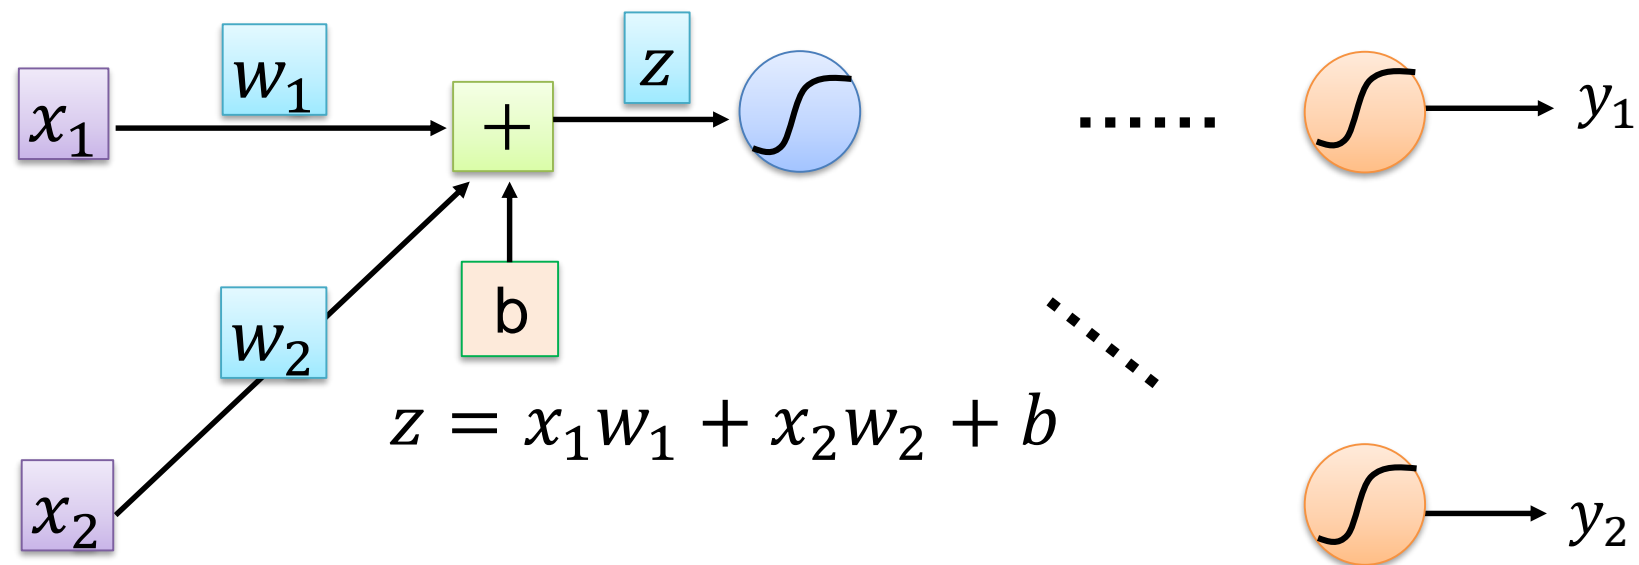 x₁
w₁
+
z
y₁
w₂
b
z = x₁w₁ + x₂w₂ + b
x₂
y₂